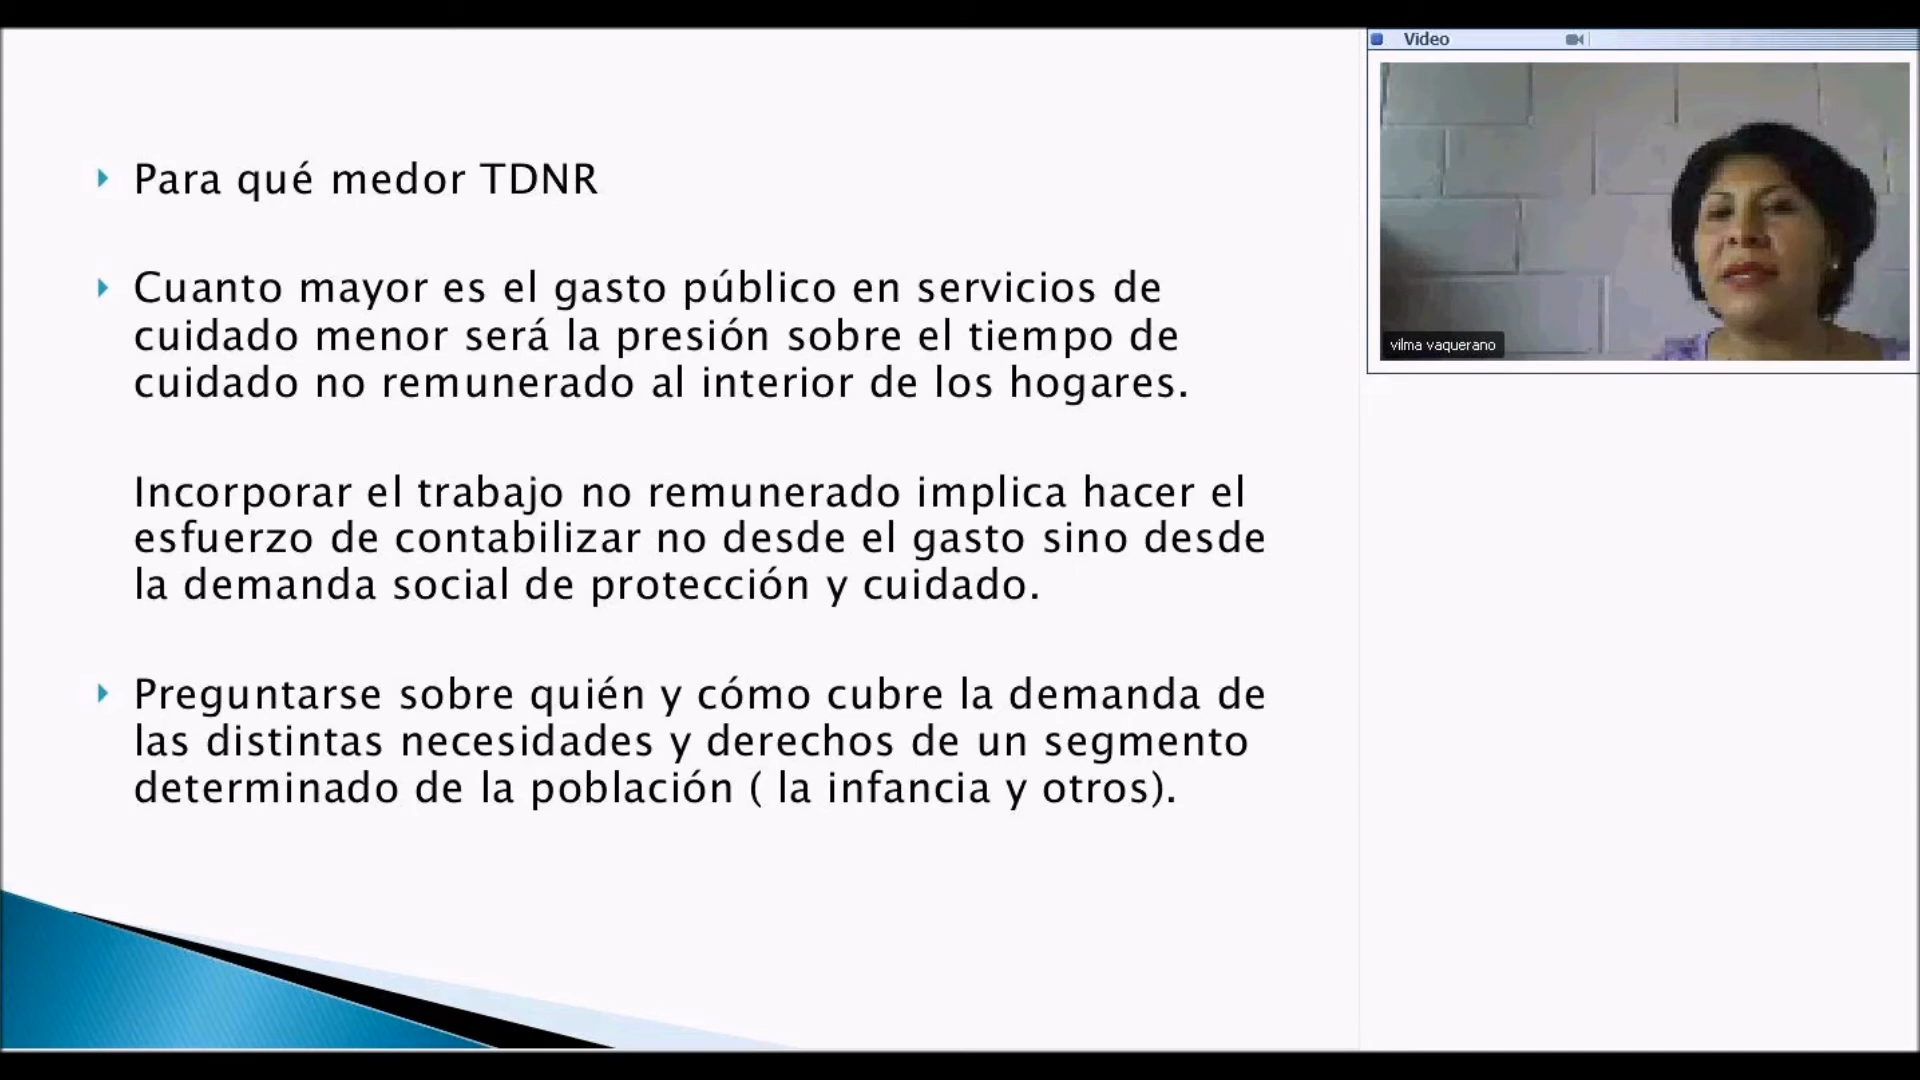 Para qué medor TDNR
Cuanto mayor es el gasto público en servicios de
cuidado menor será la presión sobre el tiempo de
cuidado no remunerado al interior de los hogares.
Incorporar el trabajo no remunerado implica hacer el
esfuerzo de contabilizar no desde el gasto sino desde
la demanda social de protección y cuidado.
Preguntarse sobre quién y cómo cubre la demanda de
las distintas necesidades y derechos de un segmento
determinado de la población ( la infancia y otros).
Video
vilma vaquerano